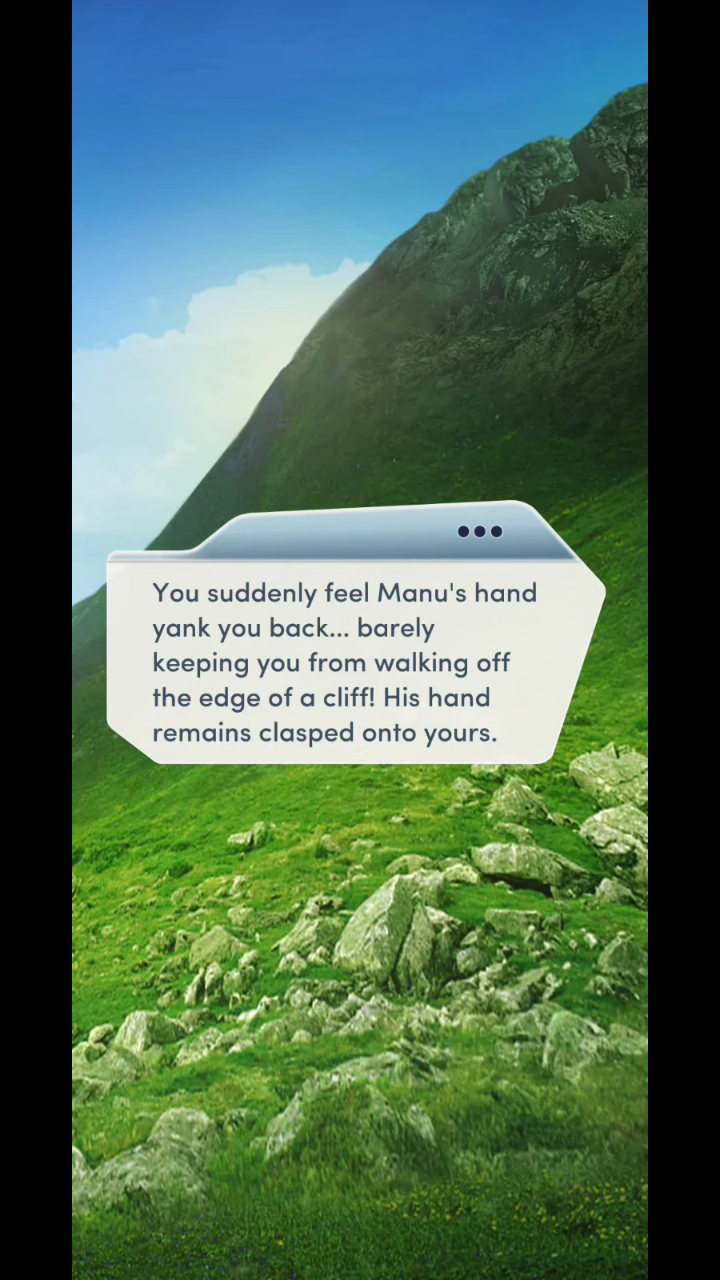 You suddenly feel Manu's hand
yank you back... barely
keeping you from walking off
the edge of a cliff! His hand
remains clasped onto yours.